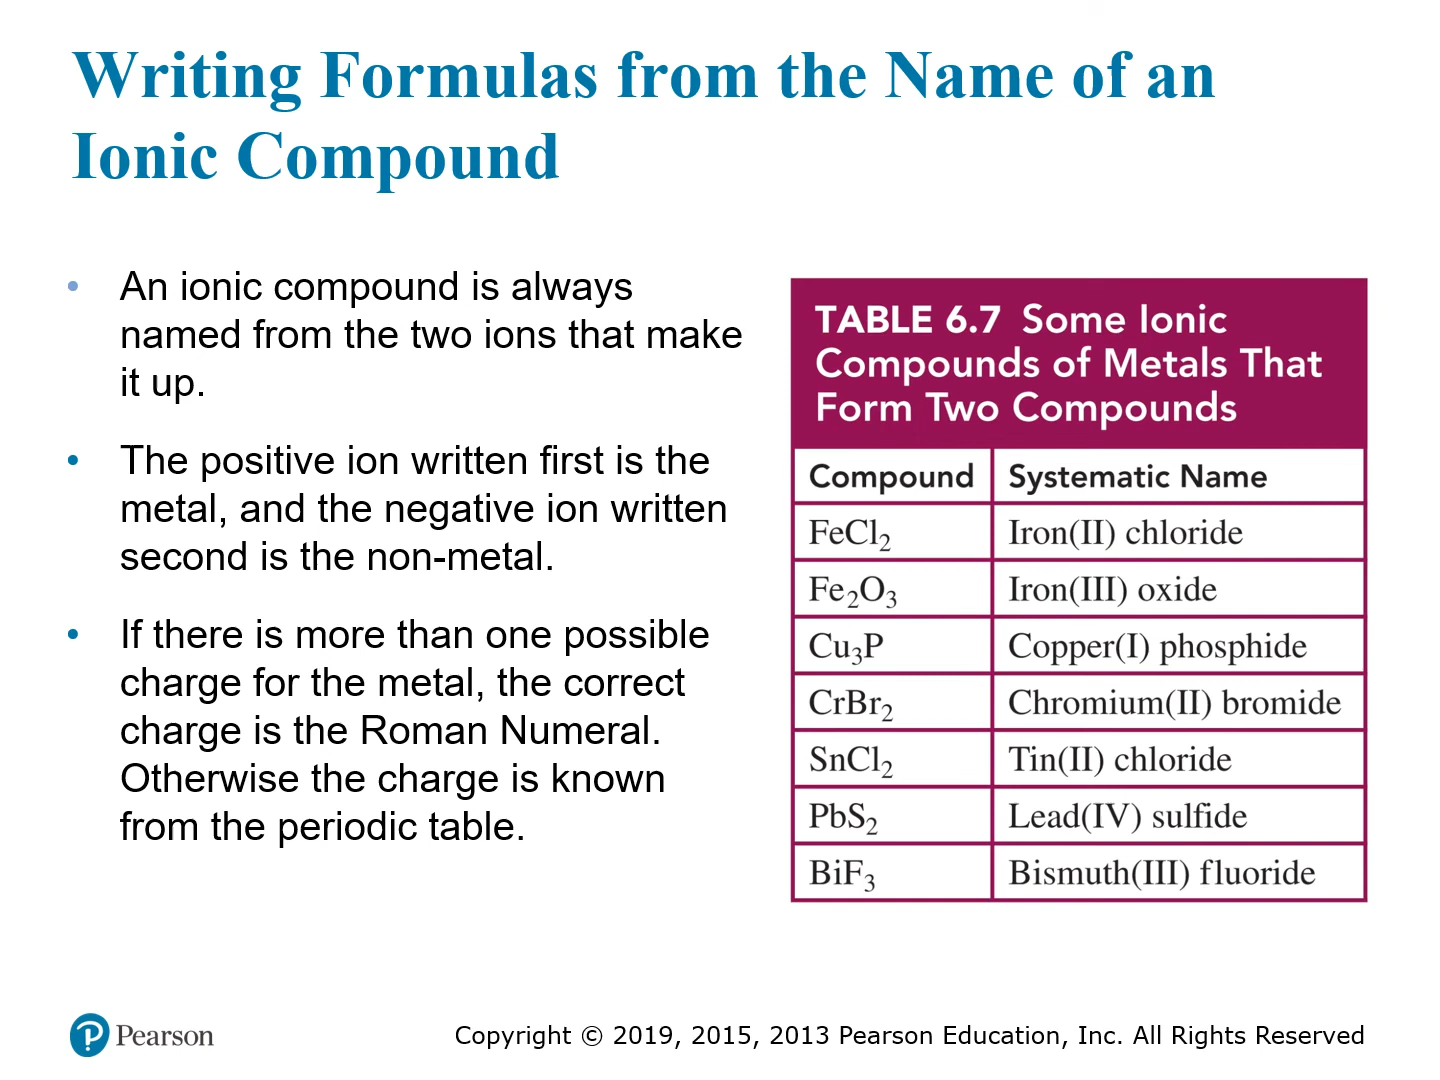 Writing Formulas from the Name of an
Ionic Compound
• An ionic compound is always
named from the two ions that make
it up.
• The positive ion written first is the
metal, and the negative ion written
second is the non-metal.
• If there is more than one possible
charge for the metal, the correct
charge is the Roman Numeral.
Otherwise the charge is known
from the periodic table.
TABLE 6.7 Some Ionic
Compounds of Metals That
Form Two Compounds
Compound Systematic Name
FeCl₂ Iron(II) chloride
Fe₂O₃ Iron(III) oxide
Cu₃P Copper(I) phosphide
CrBr₂ Chromium(II) bromide
SnCl₂ Tin(II) chloride
PbS₂ Lead(IV) sulfide
BiF₃ Bismuth(III) fluoride
P Pearson
Copyright © 2019, 2015, 2013 Pearson Education, Inc. All Rights Reserved